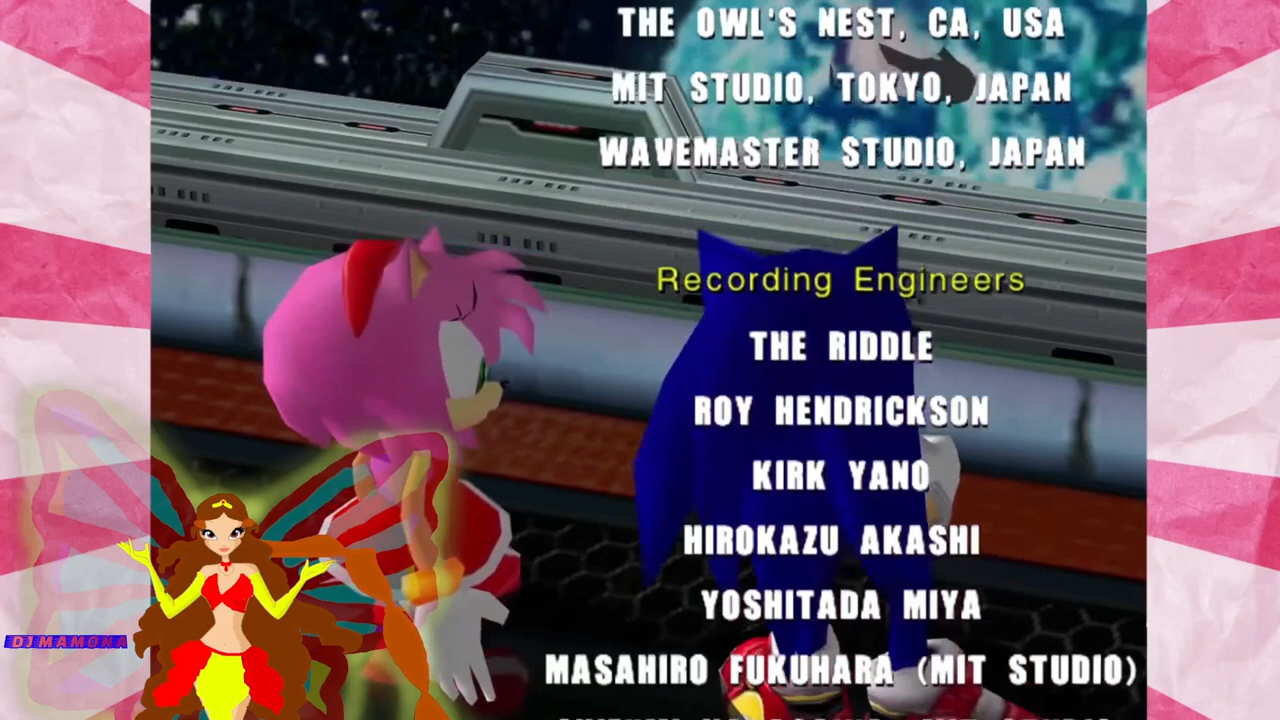 THE OWL'S NEST, CA, USA
MIT STUDIO, TOKYO, JAPAN
WAVEMASTER STUDIO, JAPAN
Recording Engineers
THE RIDDLE
ROY HENDRICKSON
KIRK YANO
HIROKAZU AKASHI
YOSHITADA MIYA
DJ MAMONA
MASAHIRO FUKUHARA (MIT STUDIO)